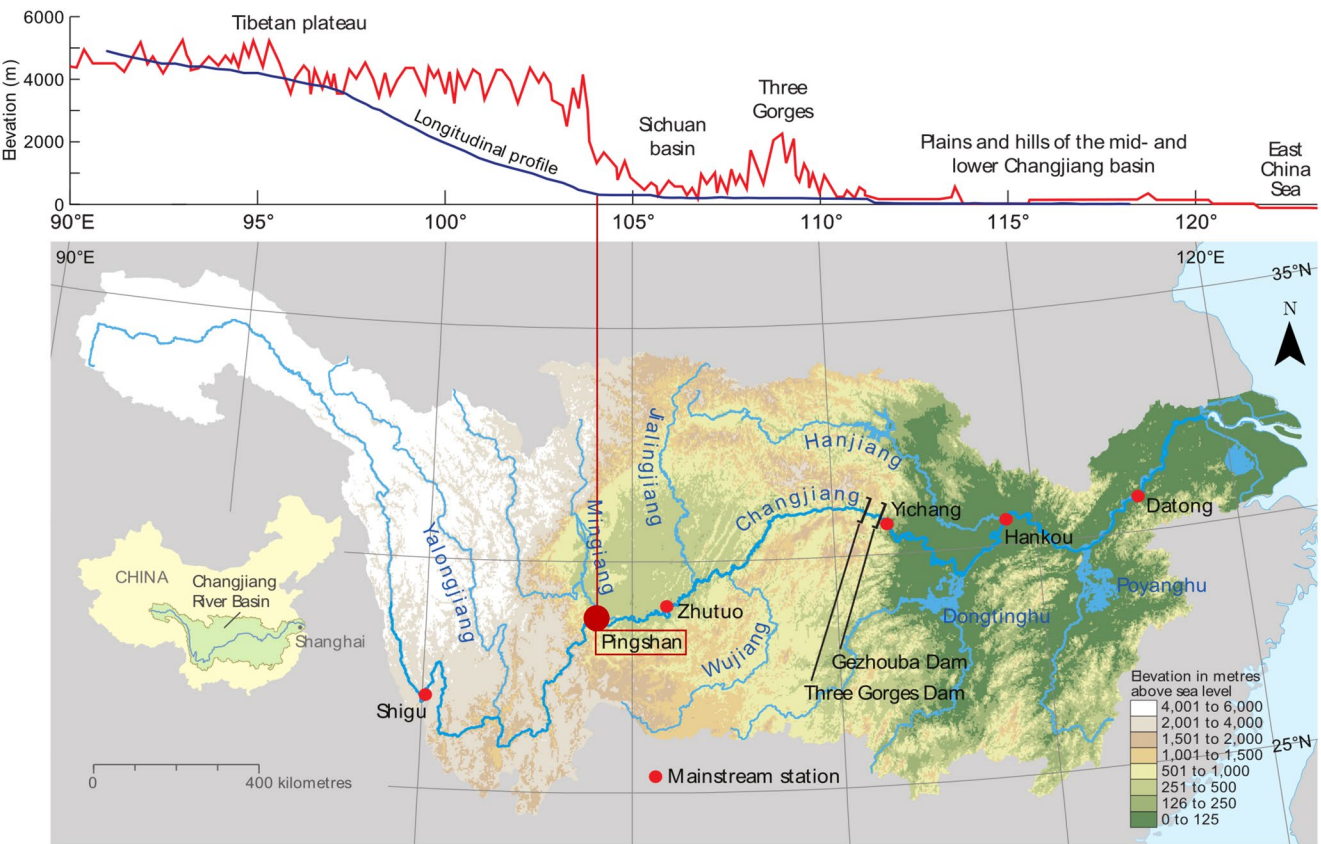 6000
Tibetan plateau
4000
Elevation (m)
Three
Gorges
Longitudinal profile
Sichuan
basin
2000
Plains and hills of the mid- and
lower Changjiang basin
East
China
Sea
0
90°E
95°
100°
105°
110°
115°
120°
90°E
120°E
35°N
N
Jialingjiang
Hanjiang
Changjiang
Yichang
Datong
Hankou
Minqjiang
Yalongjiang
CHINA
Changjiang
River Basin
Shanghai
Poyanghu
Dongtinghu
Zhutuo
Pingshan
Wujiang
Gezhouba Dam
Three Gorges Dam
Shigu
Elevation in metres
above sea level
4,001 to 6,000
2,001 to 4,000
1,501 to 2,000
1,001 to 1,500
501 to 1,000
251 to 500
126 to 250
0 to 125
25°N
0
400 kilometres
Mainstream station